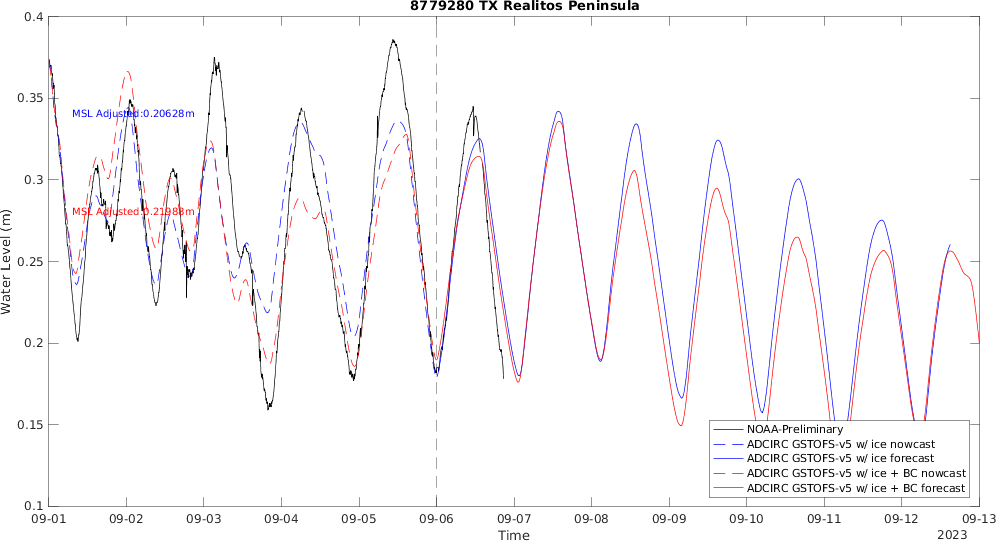 8779280 TX Realitos Peninsula
0.4
0.35
0.3
0.25
0.2
0.15
0.1
Water Level (m)
MSL Adjusted:0.20628m
MSL Adjusted:0.21988m
NOAA-Preliminary
ADCIRC GSTOFS-v5 w/ ice nowcast
ADCIRC GSTOFS-v5 w/ ice forecast
ADCIRC GSTOFS-v5 w/ ice + BC nowcast
ADCIRC GSTOFS-v5 w/ ice + BC forecast
09-01 09-02 09-03 09-04 09-05 09-06 09-07 09-08 09-09 09-10 09-11 09-12 09-13
Time
2023